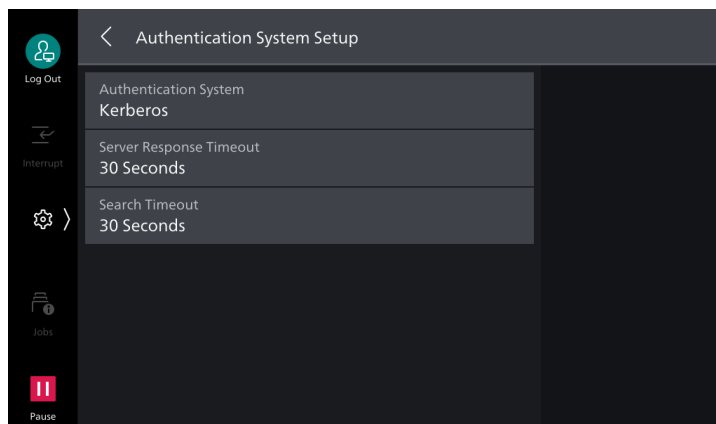 Authentication System Setup
Log Out
Authentication System
Kerberos
Interrupt
Server Response Timeout
30 Seconds
Search Timeout
30 Seconds
Jobs
Pause